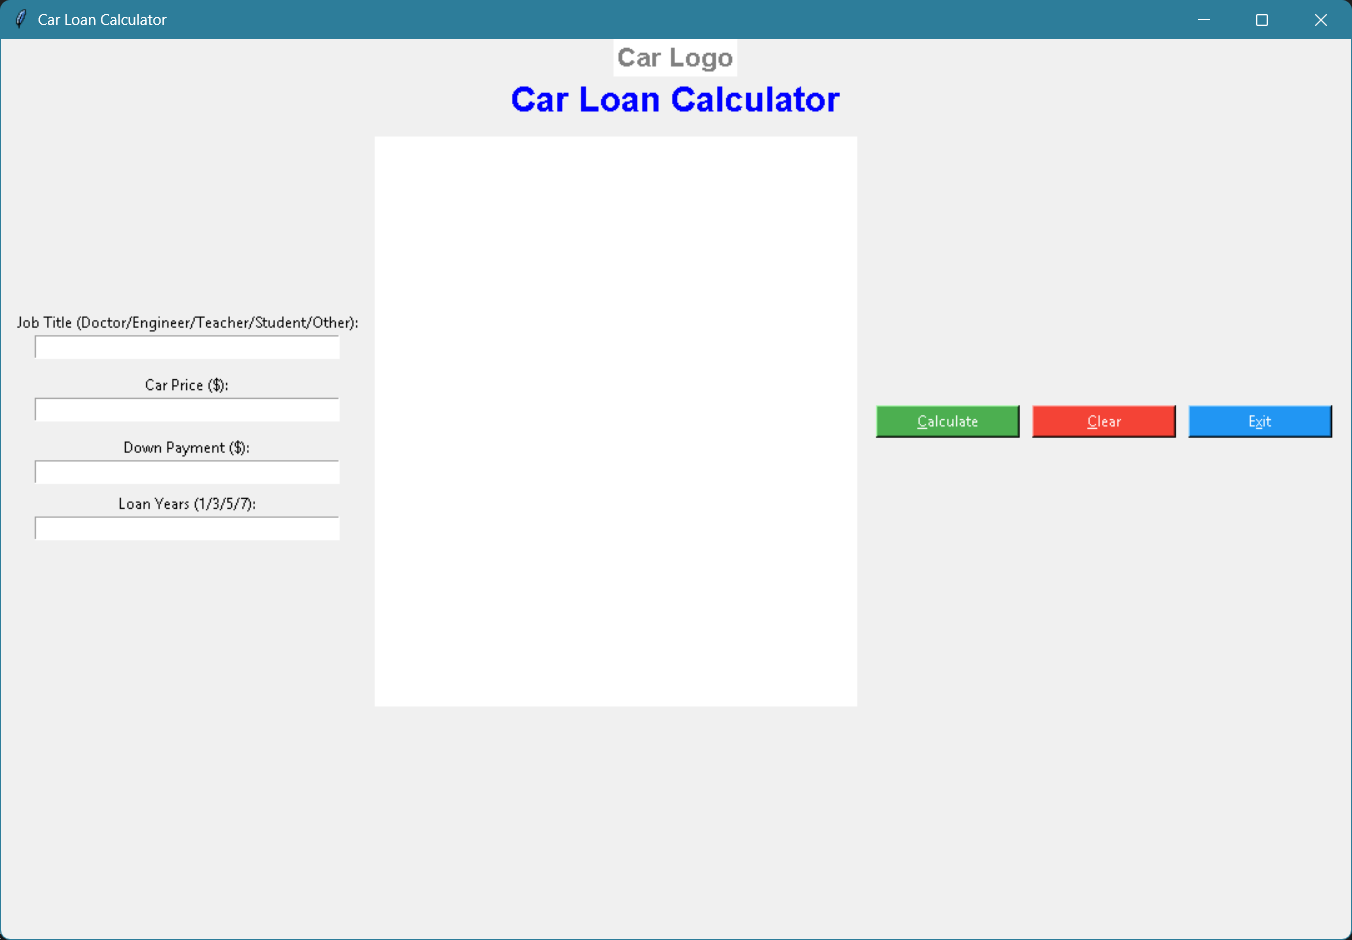 Car Loan Calculator
Car Logo
Car Loan Calculator
Job Title (Doctor/Engineer/Teacher/Student/Other):
Car Price ($):
Down Payment ($):
Loan Years (1/3/5/7):
Calculate
Clear
Exit